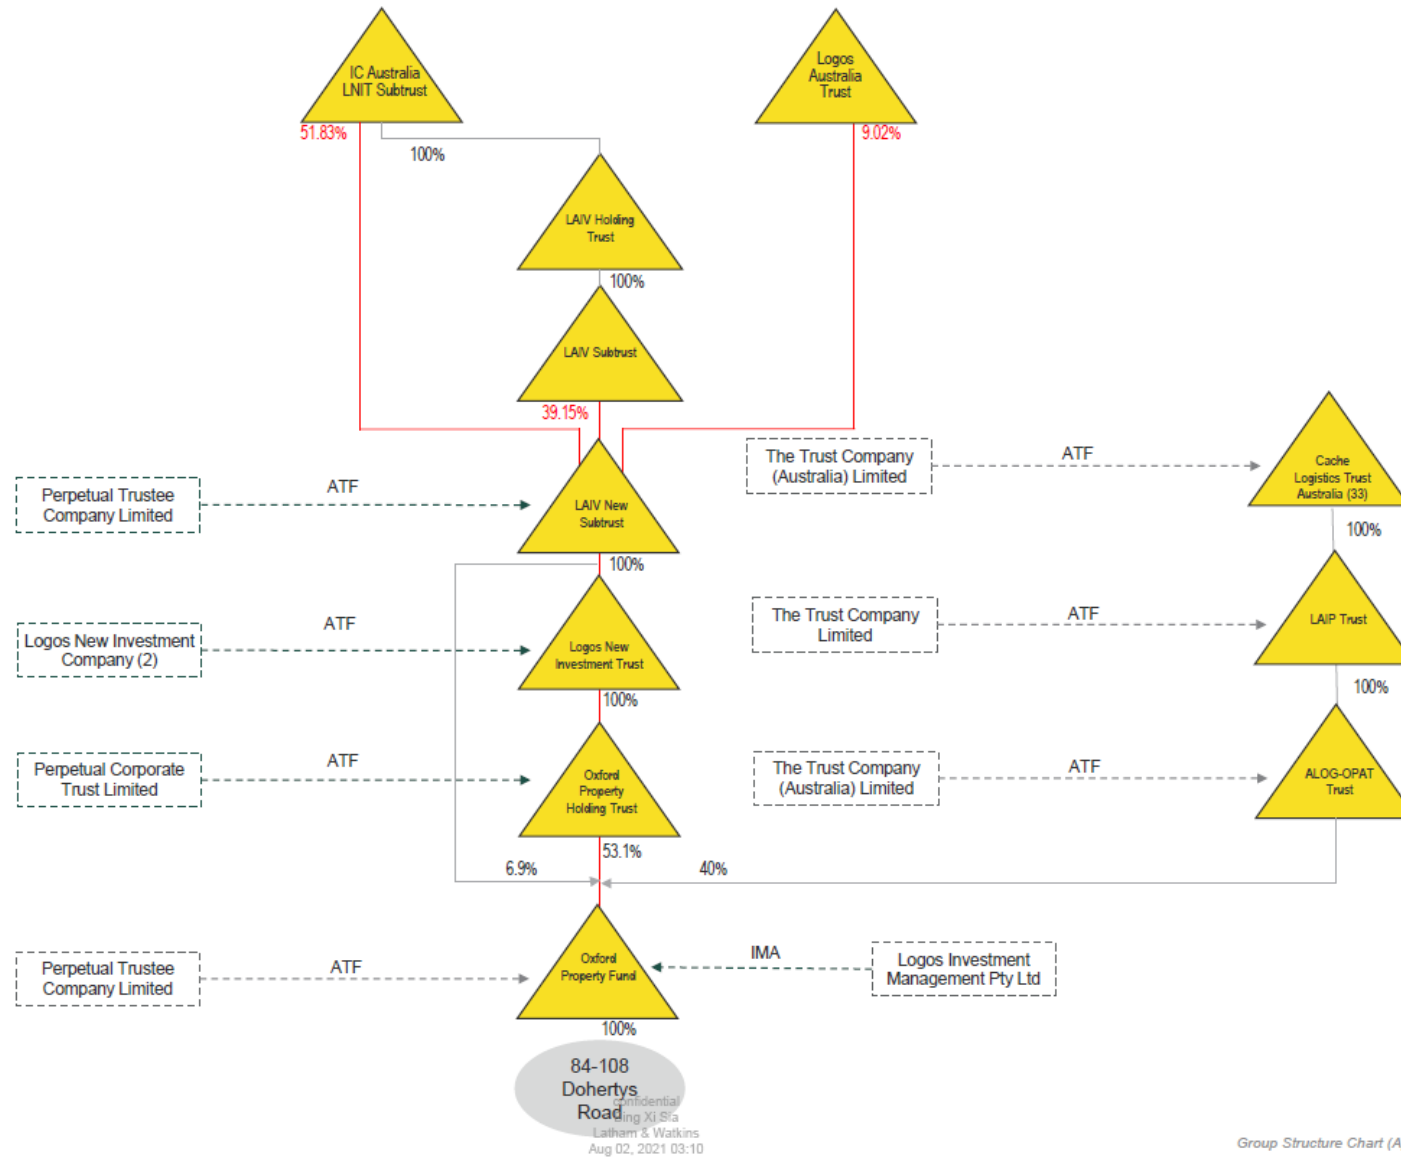 IC Australia
LNIT Subtrust
Logos
Australia
Trust
51.83%
100%
9.02%
LAIV Holding
Trust
100%
LAIV Subtrust
39.15%
The Trust Company
(Australia) Limited
ATF
Cache
Logistics Trust
Australia (33)
Perpetual Trustee
Company Limited
ATF
LAIV New
Subtrust
100%
100%
Logos New Investment
Company (2)
ATF
Logos New
Investment Trust
The Trust Company
Limited
ATF
LAIP Trust
100%
100%
Perpetual Corporate
Trust Limited
ATF
Oxford
Property
Holding Trust
The Trust Company
(Australia) Limited
ATF
ALOG-OPAT
Trust
53.1%
6.9%
40%
Perpetual Trustee
Company Limited
ATF
Oxford
Property Fund
IMA
Logos Investment
Management Pty Ltd
100%
84-108
Dohertys
Road
confidential
Bing Xi Sia
Latham & Watkins
Aug 02, 2021 03:10
Group Structure Chart (A